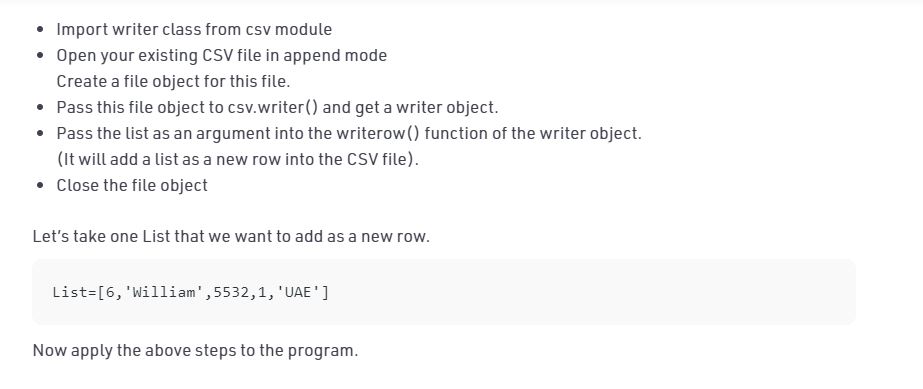 • Import writer class from csv module
• Open your existing CSV file in append mode
Create a file object for this file.
• Pass this file object to csv.writer() and get a writer object.
• Pass the list as an argument into the writerow() function of the writer object.
(It will add a list as a new row into the CSV file).
• Close the file object
Let’s take one List that we want to add as a new row.
List=[6,'William',5532,1,'UAE']
Now apply the above steps to the program.